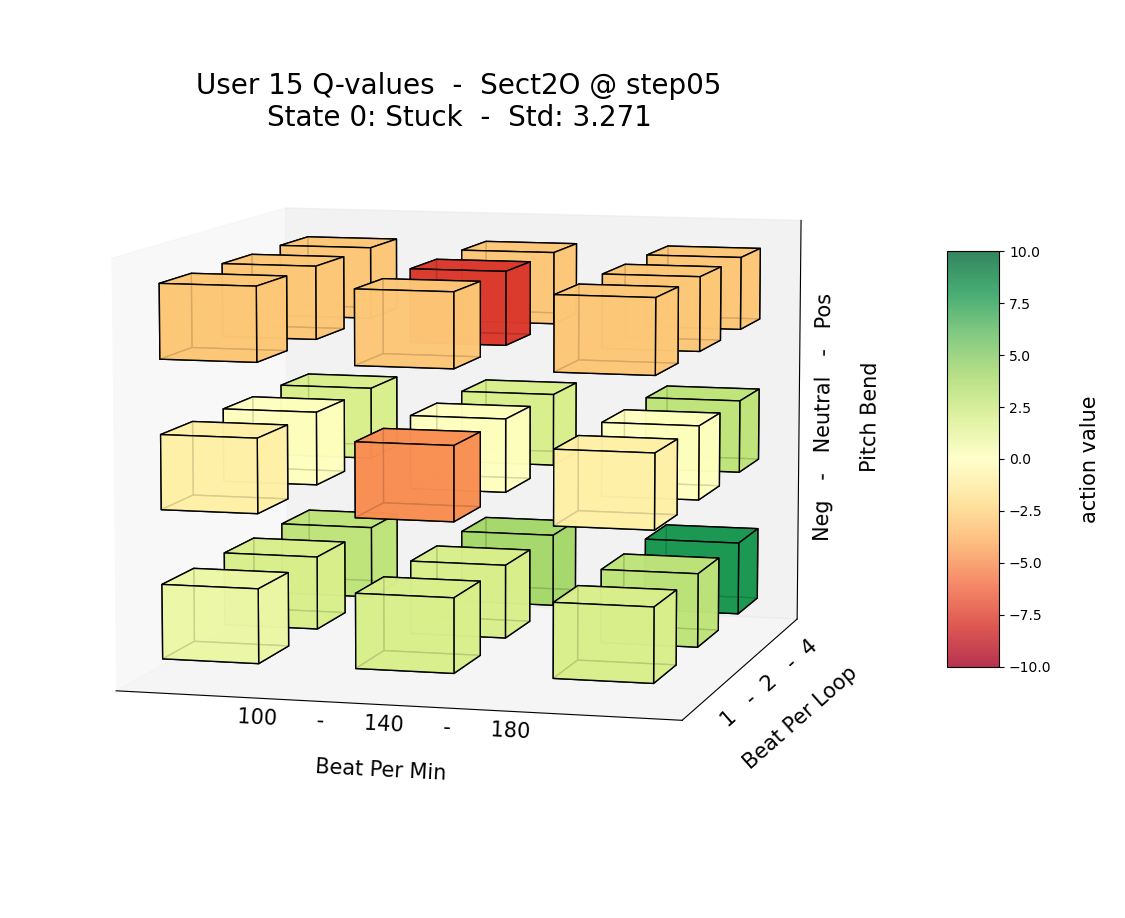 User 15 Q-values  -  Sect2O @ step05
State 0: Stuck  -  Std: 3.271
Neg   -   Neutral   -   Pos
Pitch Bend
1  -  2  -  4
Beat Per Loop
100      -      140      -      180
Beat Per Min
10.0
7.5
5.0
2.5
0.0
−2.5
−5.0
−7.5
−10.0
action value